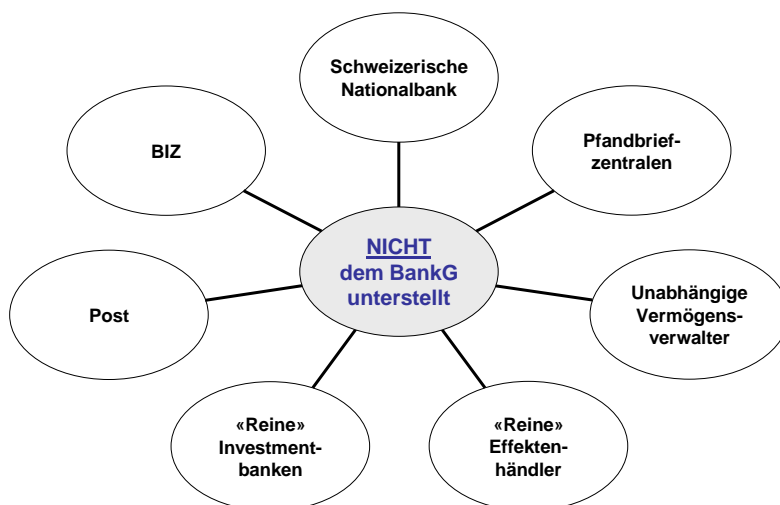 Schweizerische
Nationalbank
BIZ
Pfandbrief-
zentralen
NICHT
dem BankG
unterstellt
Post
Unabhängige
Vermögens-
verwalter
«Reine»
Investment-
banken
«Reine»
Effekten-
händler